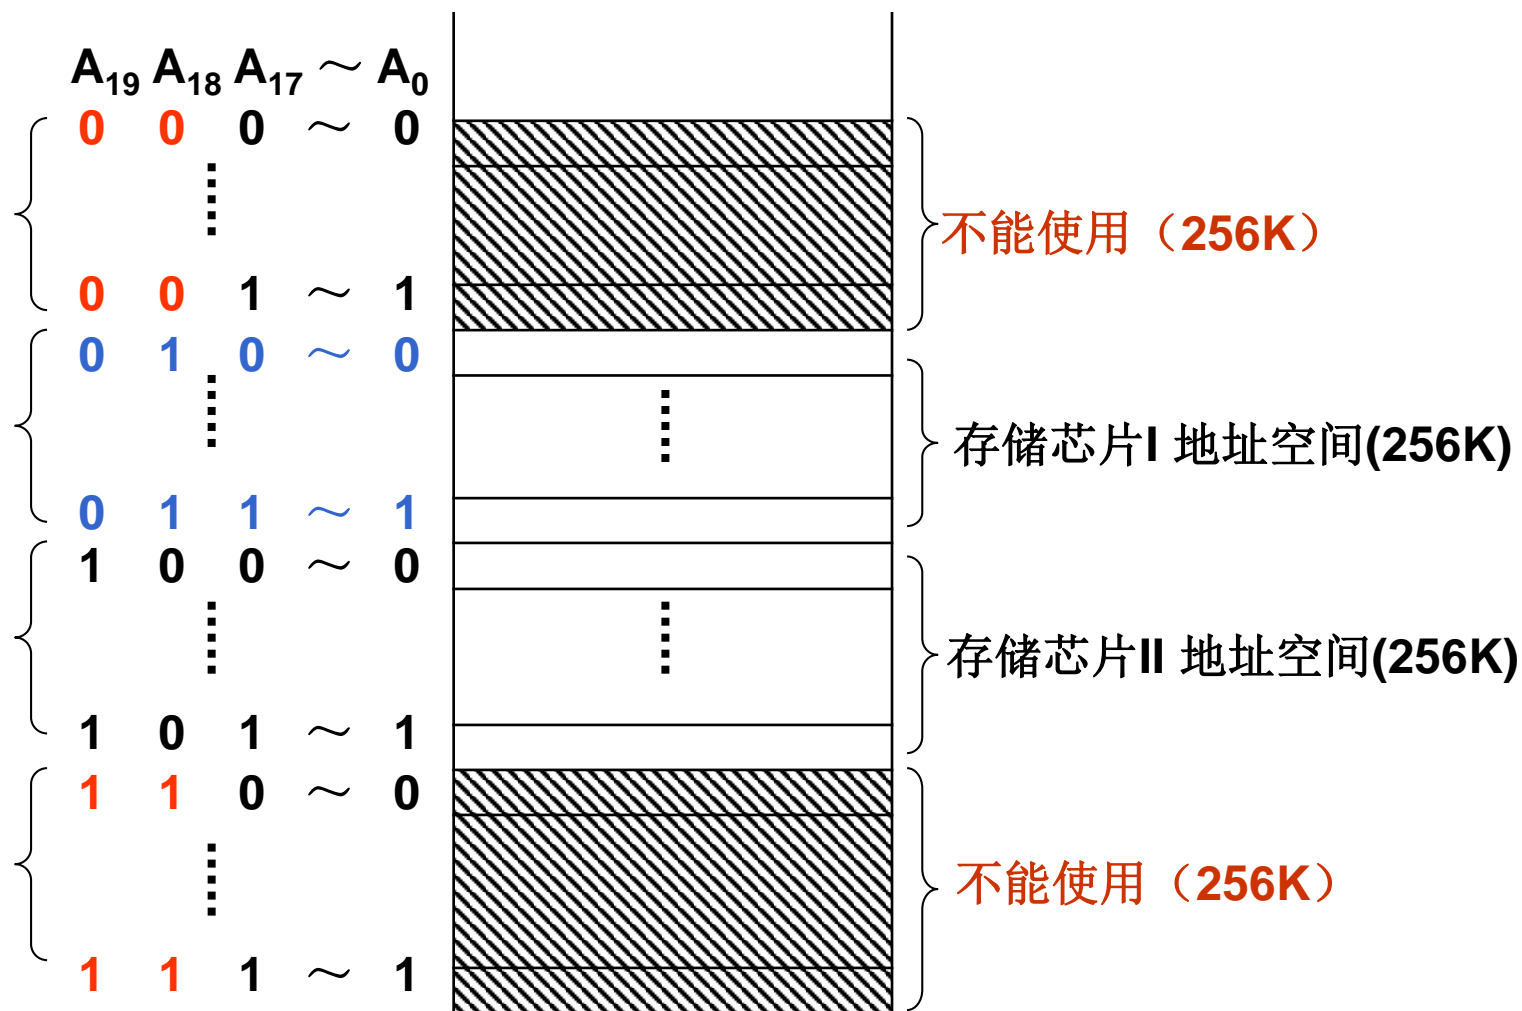 A19 A18 A17 ～ A0
0 0 0 ～ 0
0 0 1 ～ 1
不能使用（256K）
0 1 0 ～ 0
存储芯片I 地址空间(256K)
0 1 1 ～ 1
1 0 0 ～ 0
存储芯片II 地址空间(256K)
1 0 1 ～ 1
1 1 0 ～ 0
不能使用（256K）
1 1 1 ～ 1